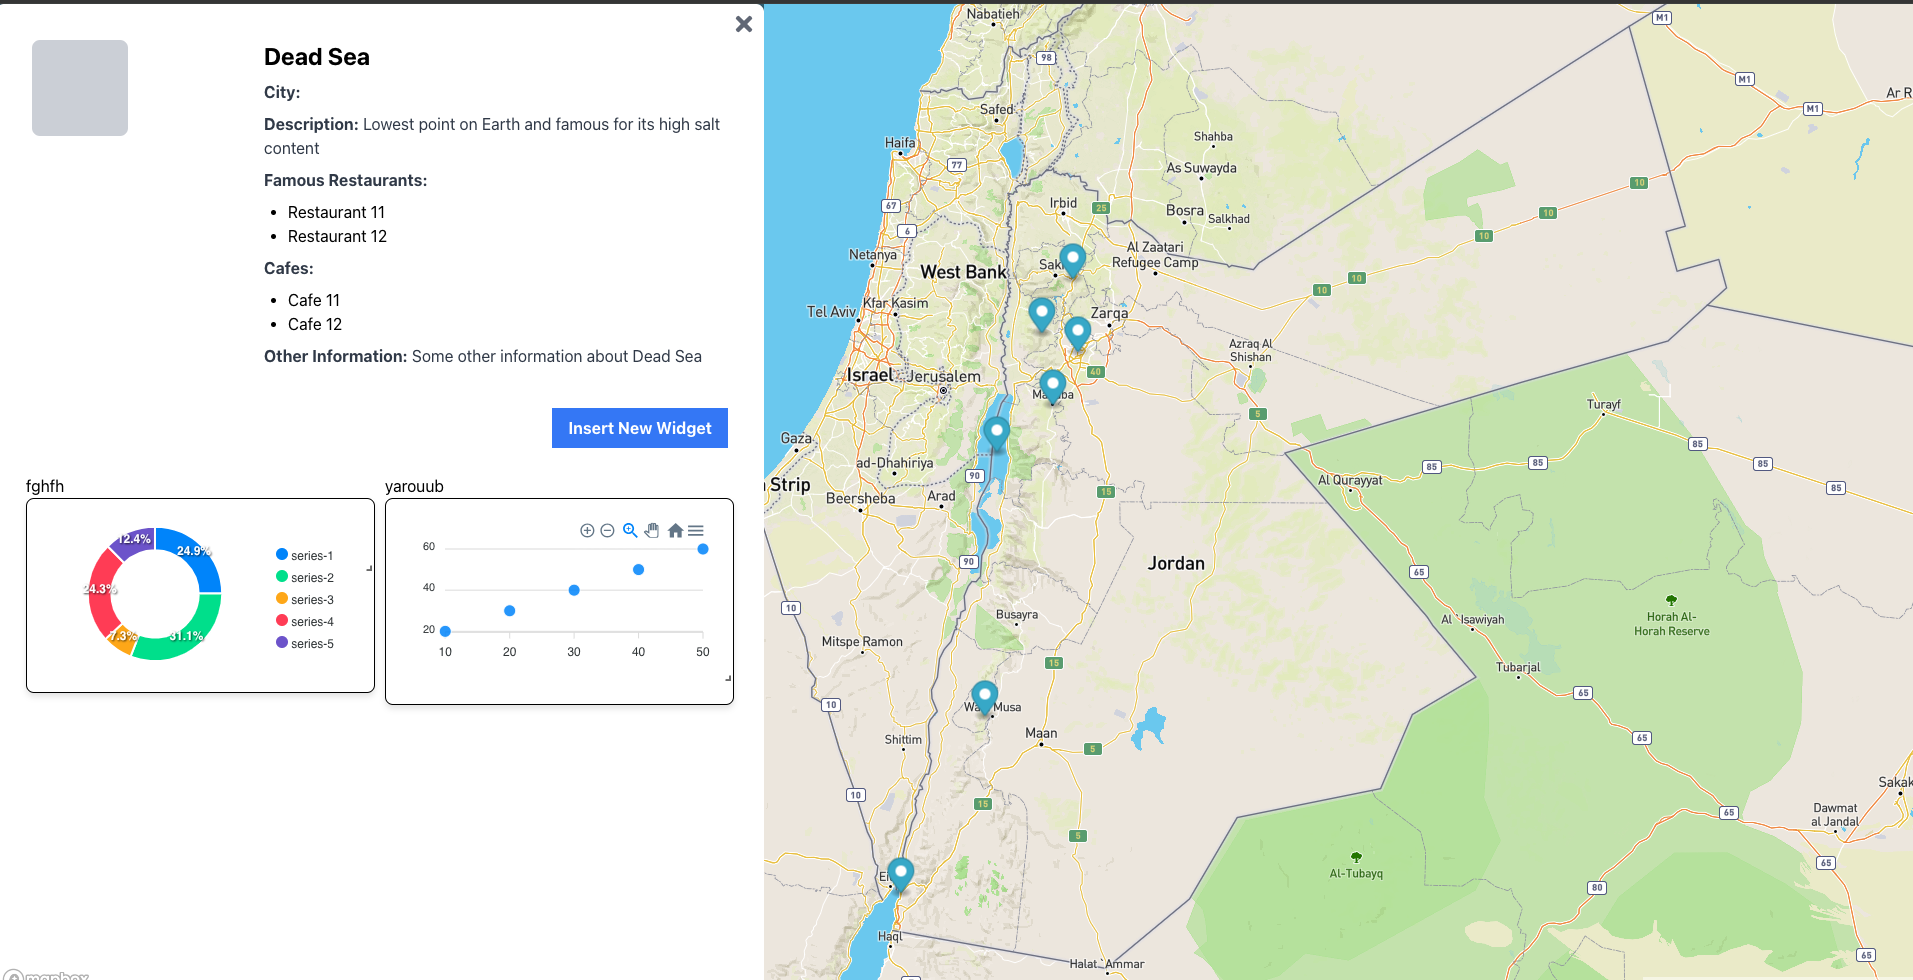 Dead Sea
City:
Description: Lowest point on Earth and famous for its high salt
content
Famous Restaurants:
• Restaurant 11
• Restaurant 12
Cafes:
• Cafe 11
• Cafe 12
Other Information: Some other information about Dead Sea
Insert New Widget
fghfh
12.4%
24.9%
24.3%
7.3%
31.1%
series-1
series-2
series-3
series-4
series-5
yarouub
60
40
20
10
20
30
40
50
mapbox
Nabatieh
M1
98
M1
Ar R
Safed
M1
Shahba
Haifa
77
As Suwayda
10
67
Irbid
25
Bosra
Salkhad
10
6
10
Netanya
Al Zaatari
Refugee Camp
West Bank
Sak
10
10
Kfar Kasim
Tel Aviv
Zarqa
Azraq Al
Shishan
Israel
Jerusalem
40
Ma ba
Turayf
5
Gaza
85
ad-Dhahiriya
85
85
85
90
Strip
Al Qurayyat
85
Beersheba
Arad
15
90
Jordan
65
10
Busayra
Al `Isawiyah
Horah Al-
Horah Reserve
Mitspe Ramon
15
Tubarjal
65
10
Wa Musa
Maan
65
Shittim
5
10
Sakak
15
65
Dawmat
al Jandal
5
65
Al-Tubayq
El
80
Haql
65
Halat `Ammar